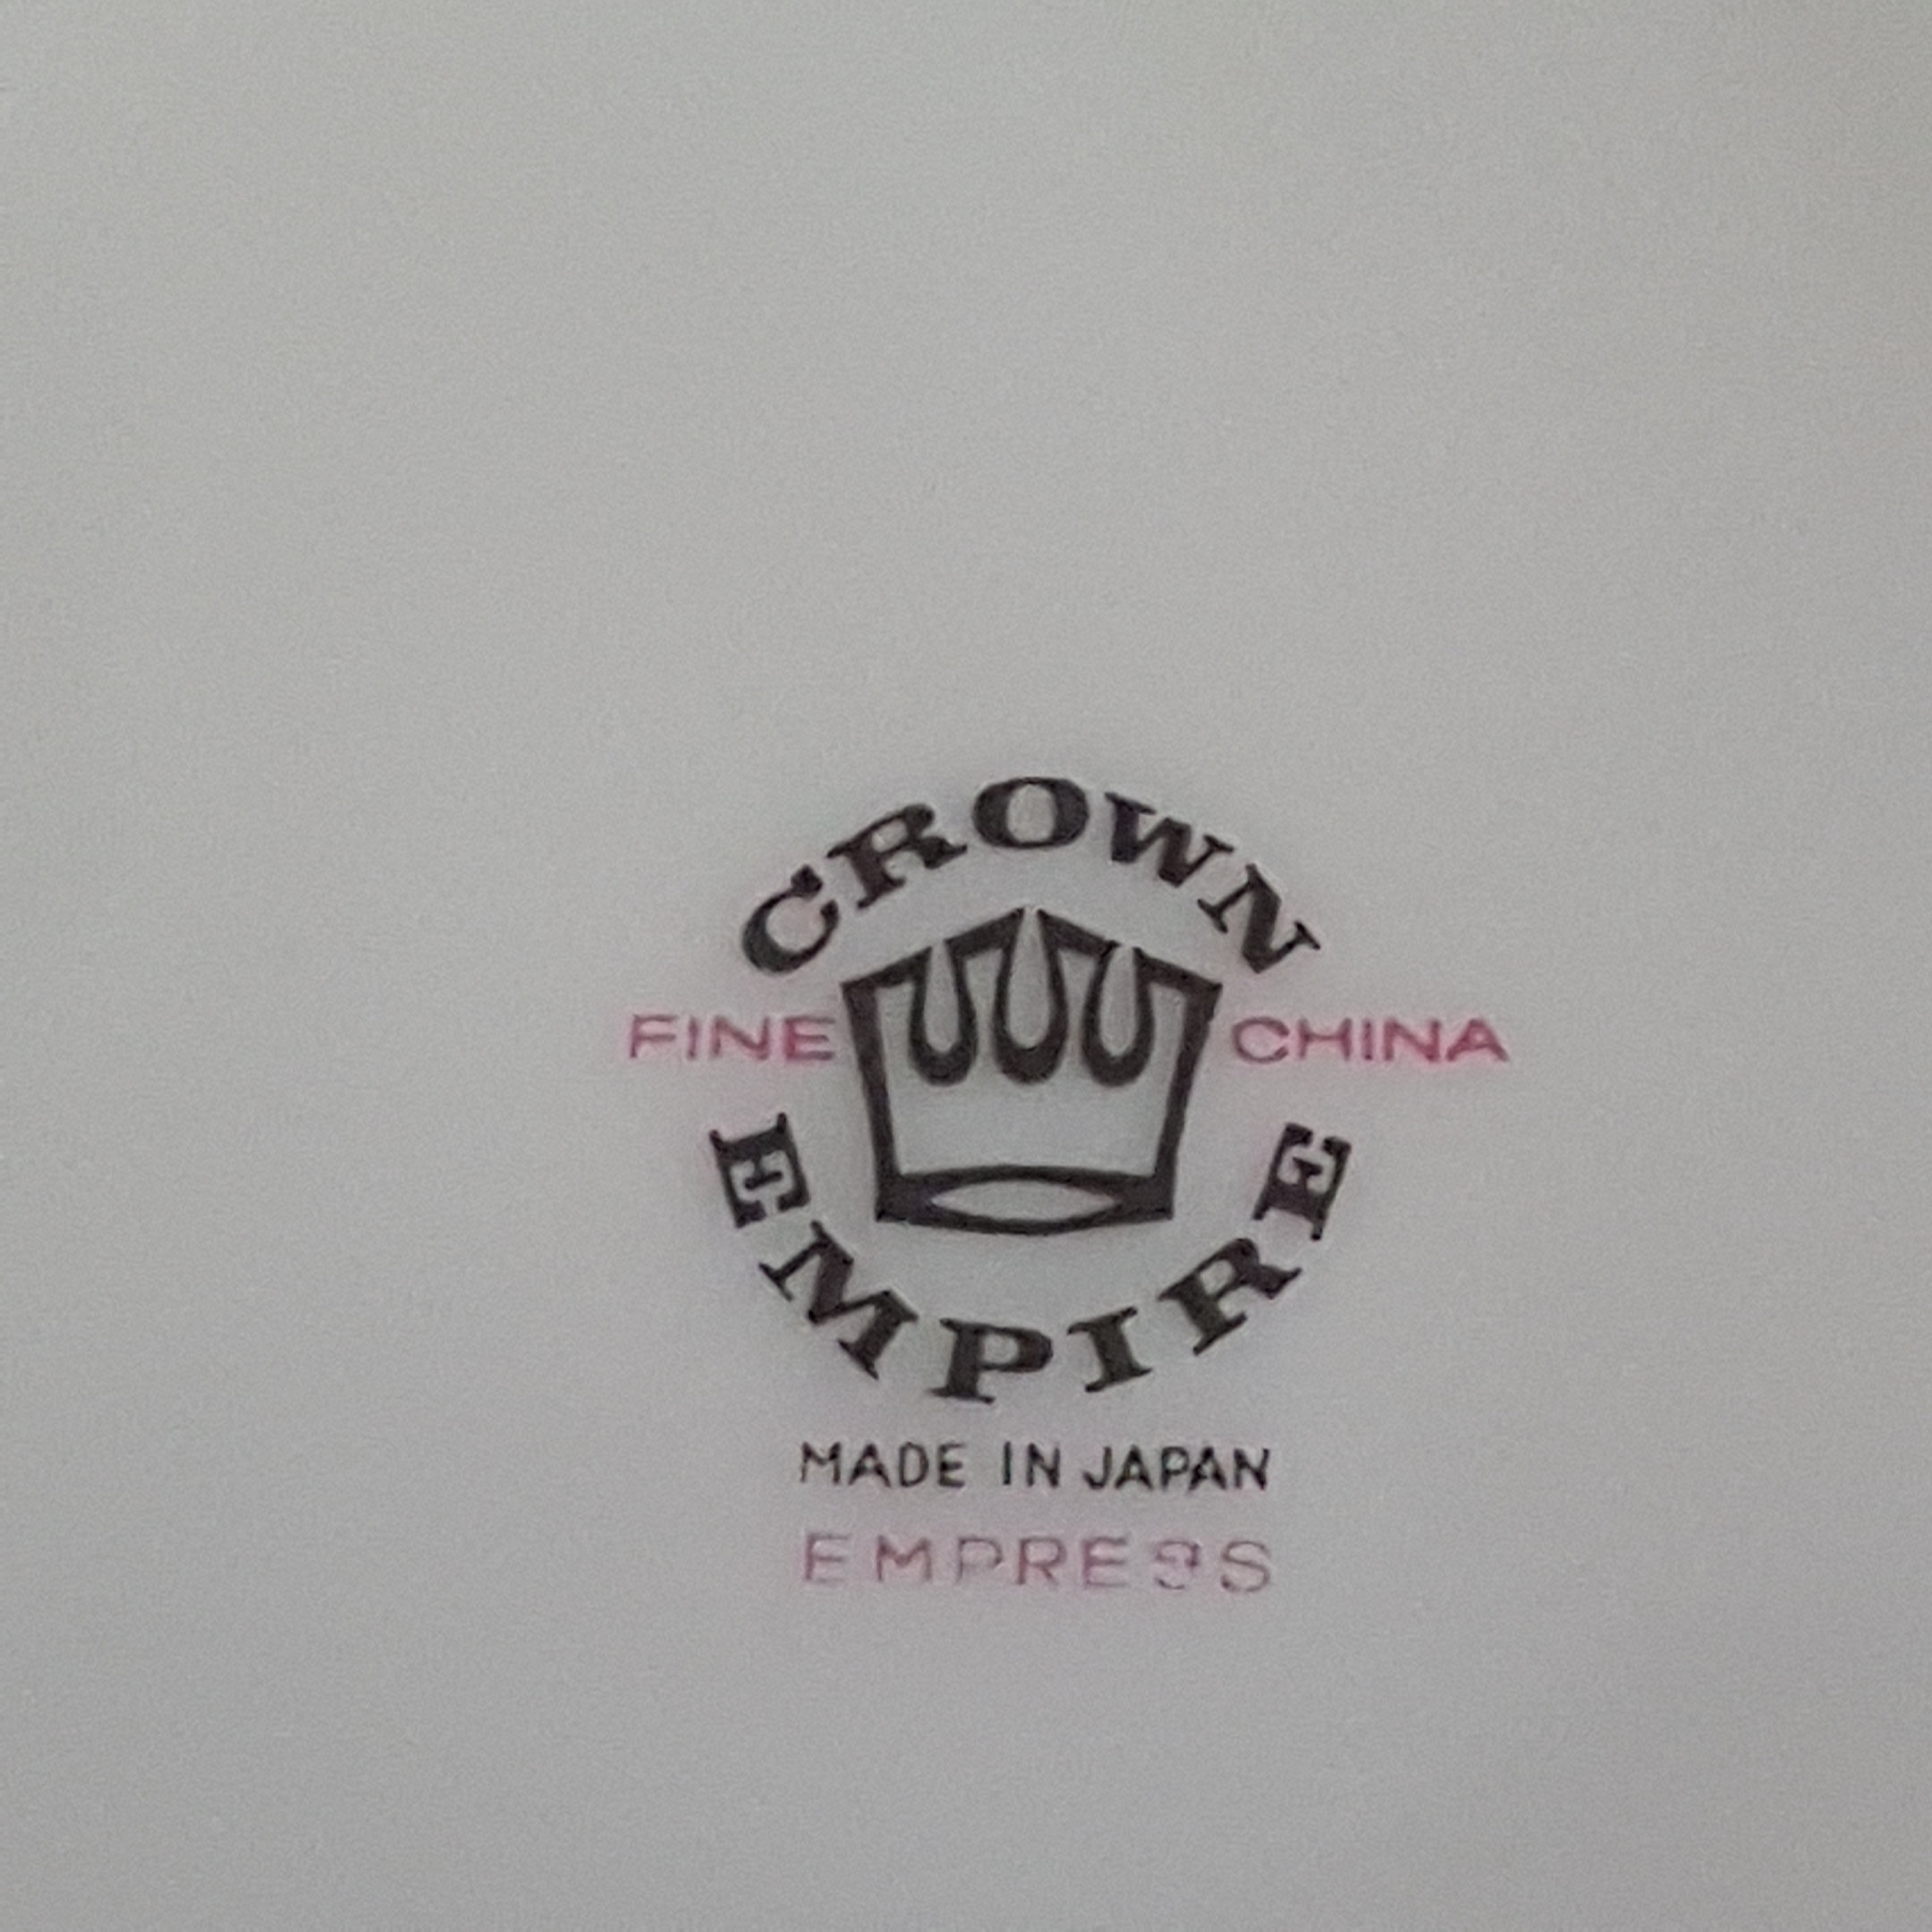 CROWN
FINE CHINA
EMPIRE
MADE IN JAPAN
EMPRESS